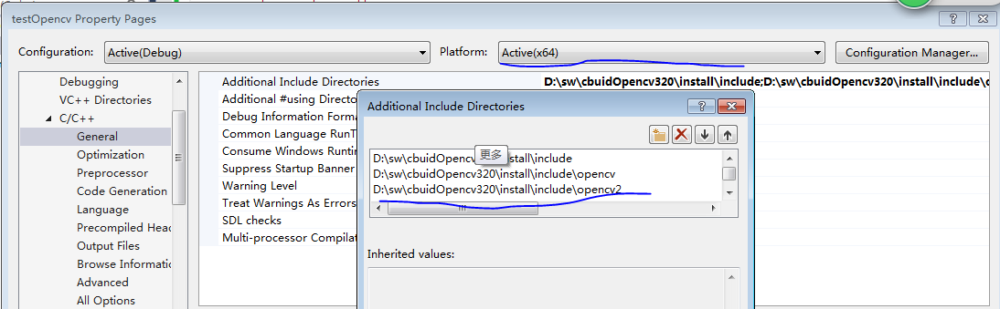 testOpencv Property Pages
Configuration: Active(Debug) Platform: Active(x64) Configuration Manager...
Debugging
VC++ Directories
C/C++
General
Optimization
Preprocessor
Code Generation
Language
Precompiled Head
Output Files
Browse Informatic
Advanced
All Options
Additional Include Directories D:\sw\cbuidOpencv320\install\include;D:\sw\cbuidOpencv320\install\include\
Additional #using Directo
Debug Information Forma
Common Language RunT
Consume Windows Runtin
Suppress Startup Banner
Warning Level
Treat Warnings As Errors
SDL checks
Multi-processor Compilat
Additional Include Directories
更多
D:\sw\cbuidOpencv install\include
D:\sw\cbuidOpencv320\install\include\opencv
D:\sw\cbuidOpencv320\install\include\opencv2
Inherited values: